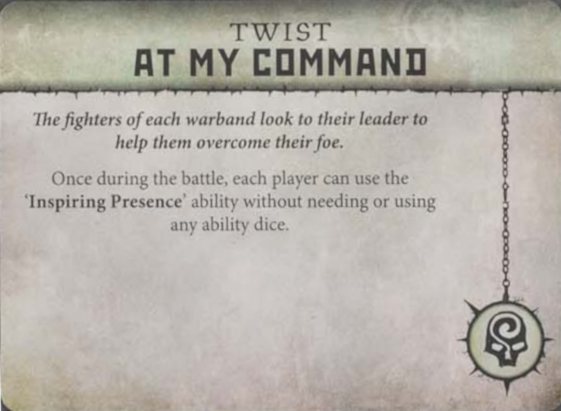 TWIST
AT MY COMMAND
The fighters of each warband look to their leader to
help them overcome their foe.
Once during the battle, each player can use the
'Inspiring Presence' ability without needing or using
any ability dice.